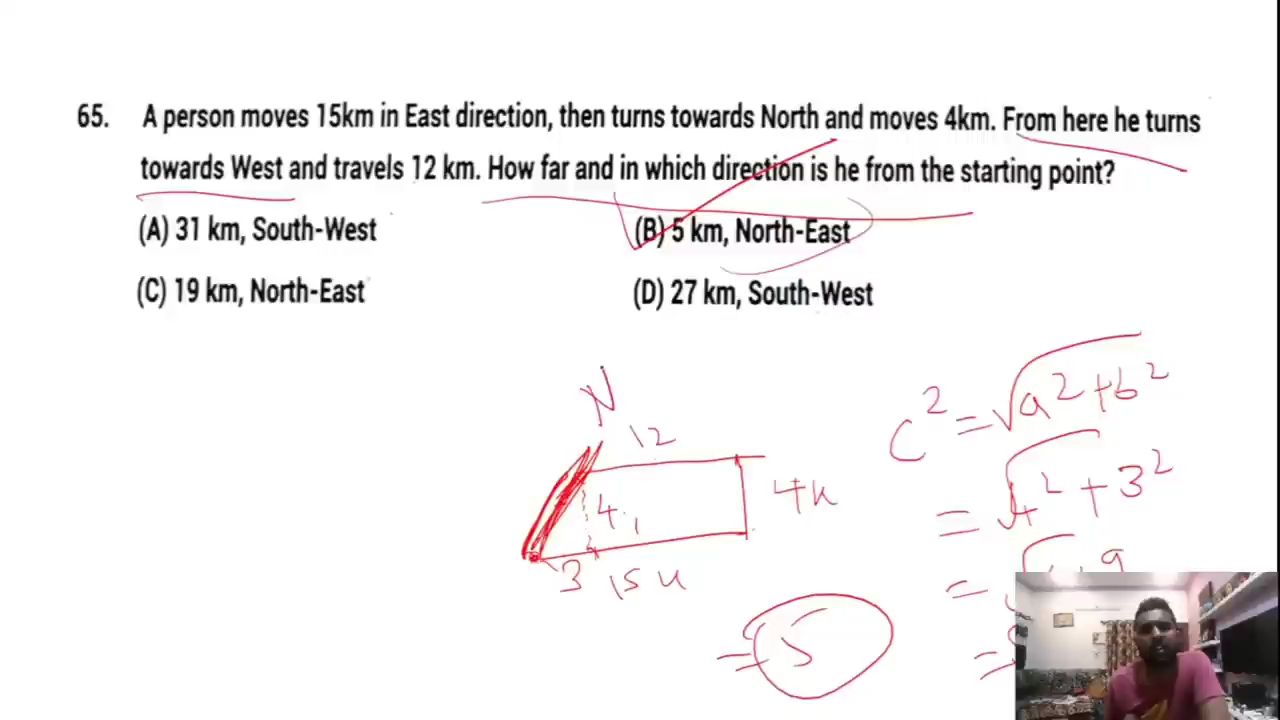 65. A person moves 15km in East direction, then turns towards North and moves 4km. From here he turns
towards West and travels 12 km. How far and in which direction is he from the starting point?
(A) 31 km, South-West (B) 5 km, North-East
(C) 19 km, North-East (D) 27 km, South-West
N
12
4
4k
3 15k
c² = √a²+b²
= √4²+3²
= √ 9
= 5